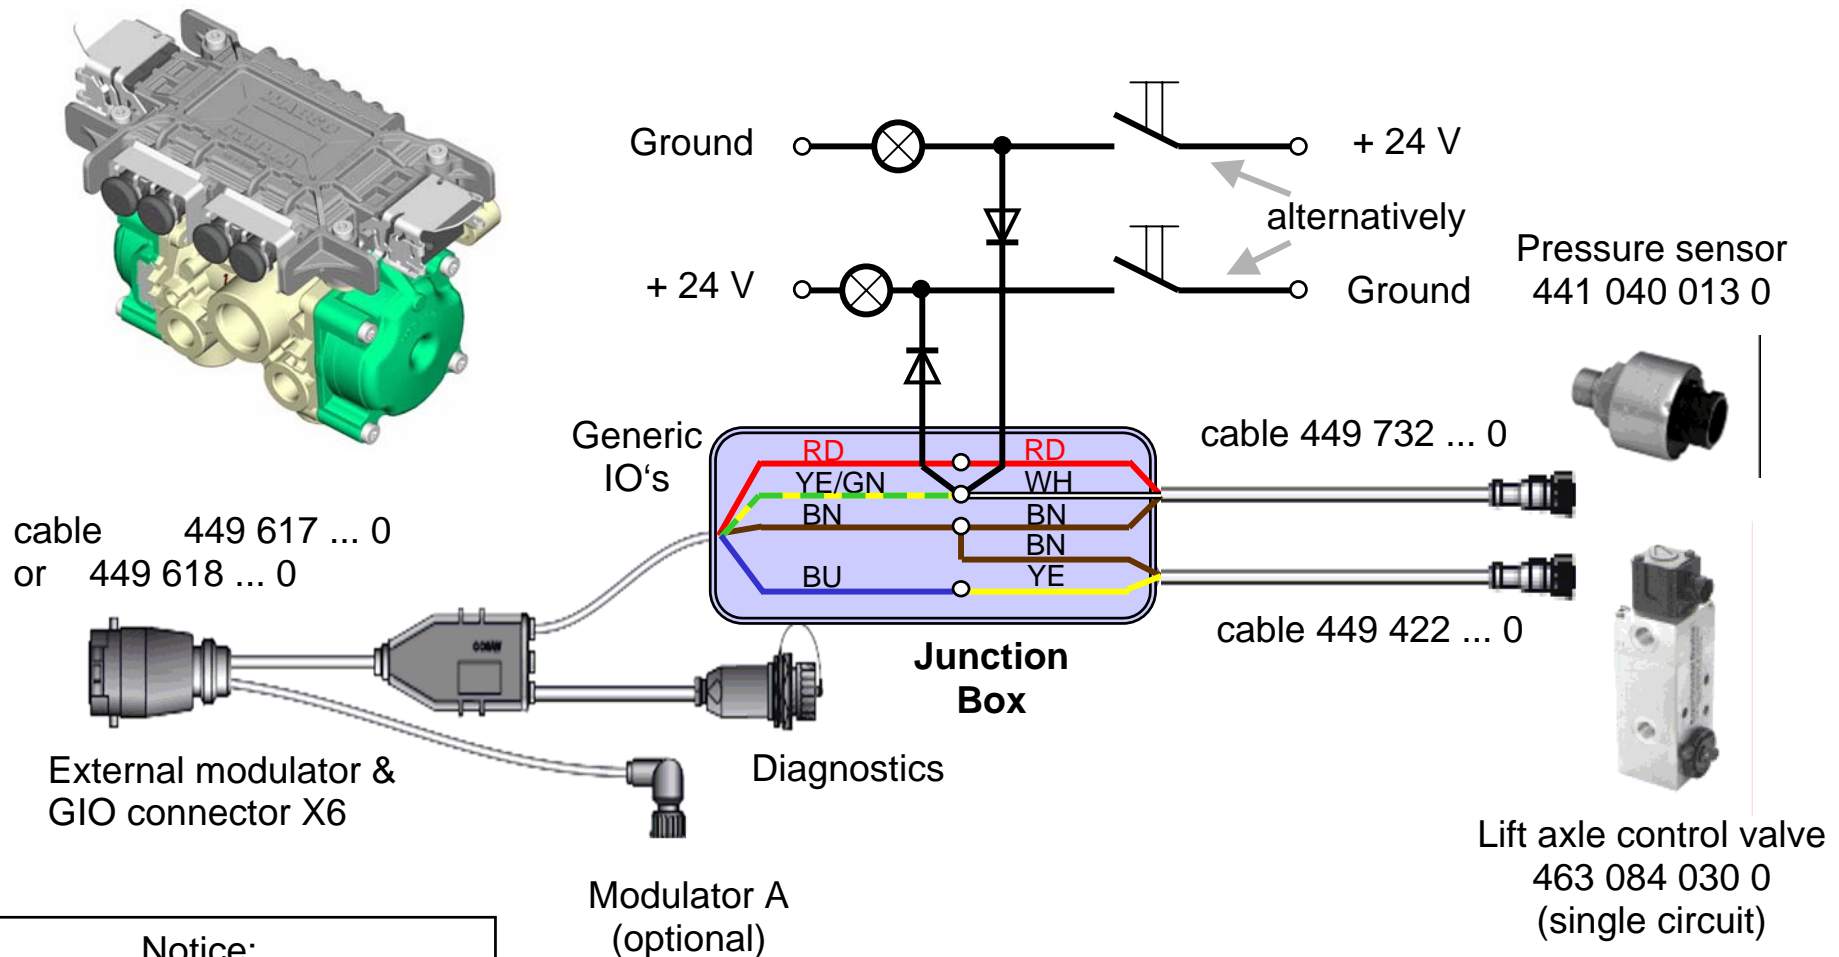 Ground
+ 24 V
alternatively
+ 24 V
Ground
Pressure sensor
441 040 013 0
Generic
IO‘s
RD
RD
YE/GN
WH
BN
BN
BN
BU
YE
cable 449 732 ... 0
cable 449 617 ... 0
or 449 618 ... 0
cable 449 422 ... 0
Junction
Box
External modulator &
GIO connector X6
Diagnostics
Modulator A
(optional)
Lift axle control valve
463 084 030 0
(single circuit)
Notice: